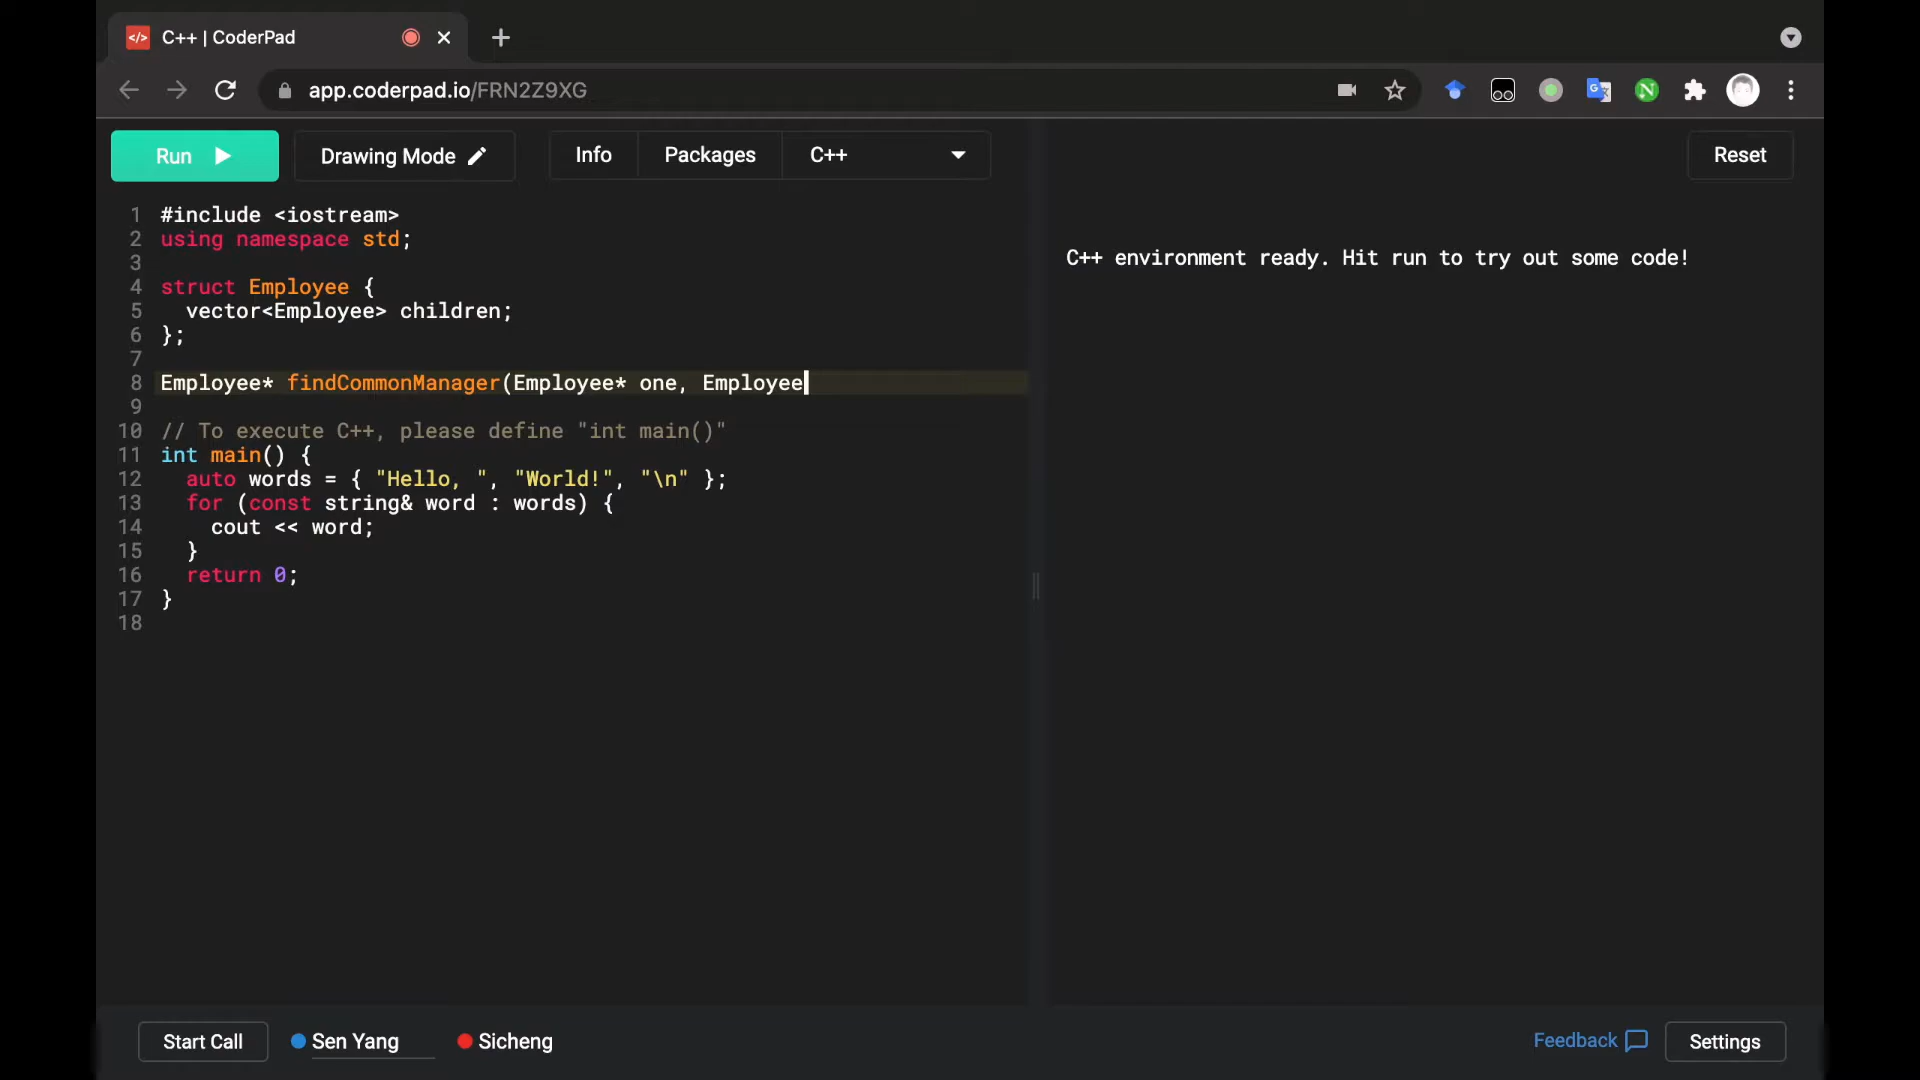 C++ | CoderPad
app.coderpad.io/FRN2Z9XG
Run
Drawing Mode
Info
Packages
C++
Reset
1 #include <iostream>
2 using namespace std;
3
4 struct Employee {
5 vector<Employee> children;
6 };
7
8 Employee* findCommonManager(Employee* one, Employee
9
10 // To execute C++, please define "int main()"
11 int main() {
12 auto words = { "Hello, ", "World!", "\n" };
13 for (const string& word : words) {
14 cout << word;
15 }
16 return 0;
17 }
18
C++ environment ready. Hit run to try out some code!
Start Call
Sen Yang
Sicheng
Feedback
Settings